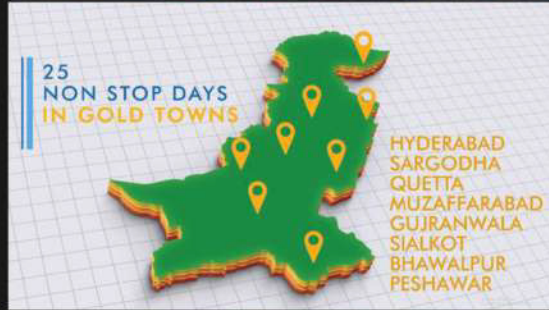 25
NON STOP DAYS
IN GOLD TOWNS
HYDERABAD
SARGODHA
QUETTA
MUZAFFARABAD
GUJRANWALA
SIALKOT
BHAWALPUR
PESHAWAR